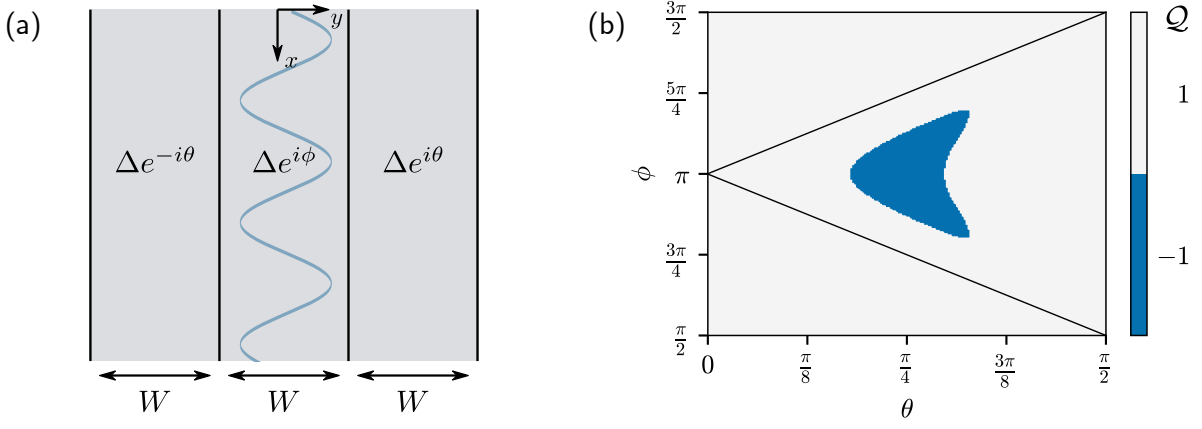 (a)
y
x
Δe^{-iθ}
Δe^{iϕ}
Δe^{iθ}
W
W
W
(b)
3π/2
5π/4
π
3π/4
π/2
ϕ
0
π/8
π/4
3π/8
π/2
θ
𝒬
1
−1